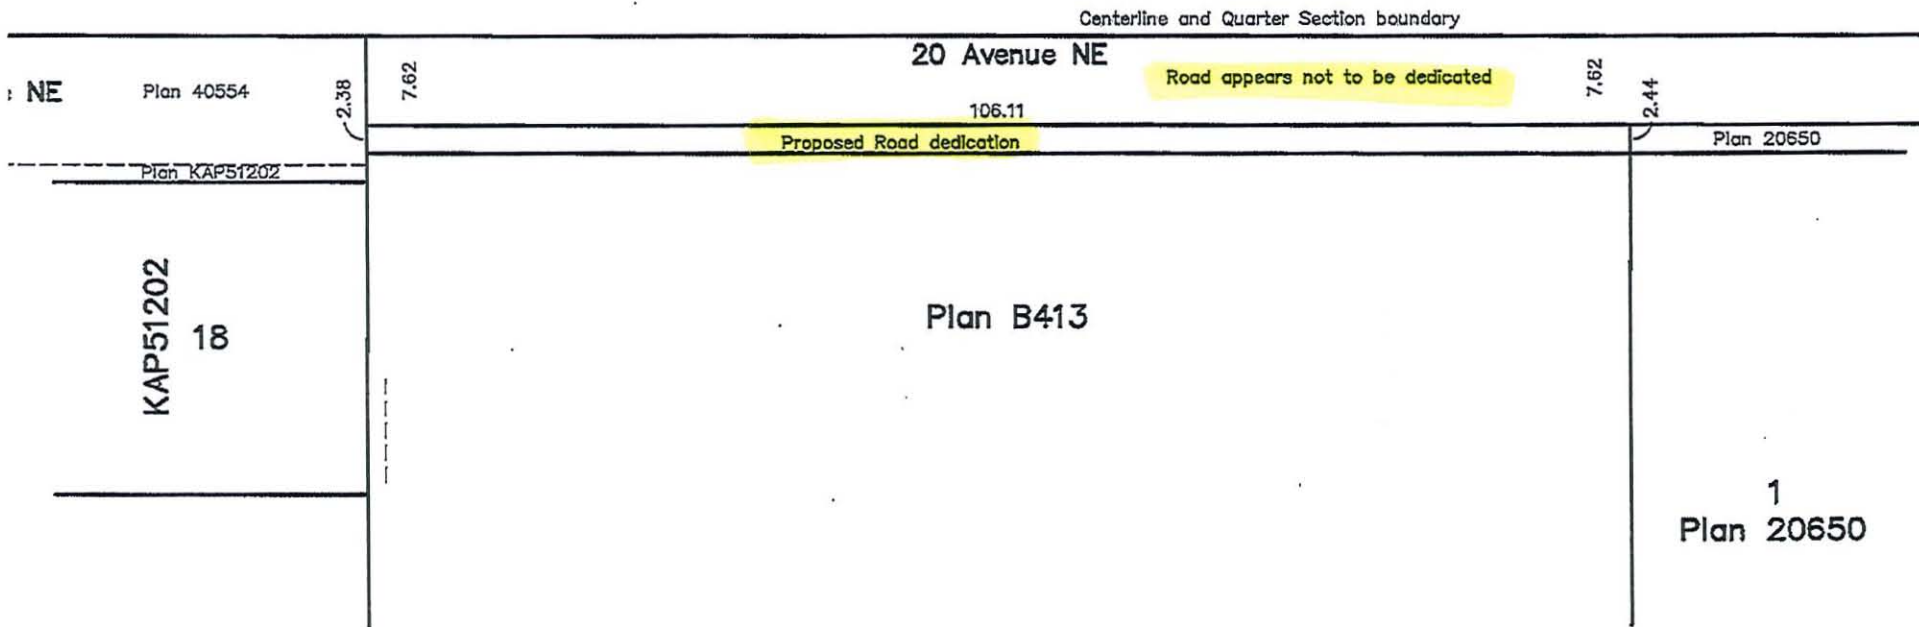 Centerline and Quarter Section boundary
20 Avenue NE
NE
Plan 40554
2.38
7.62
Road appears not to be dedicated
7.62
2.44
106.11
Proposed Road dedication
Plan 20650
Plan KAP51202
KAP51202
18
Plan B413
1
Plan 20650